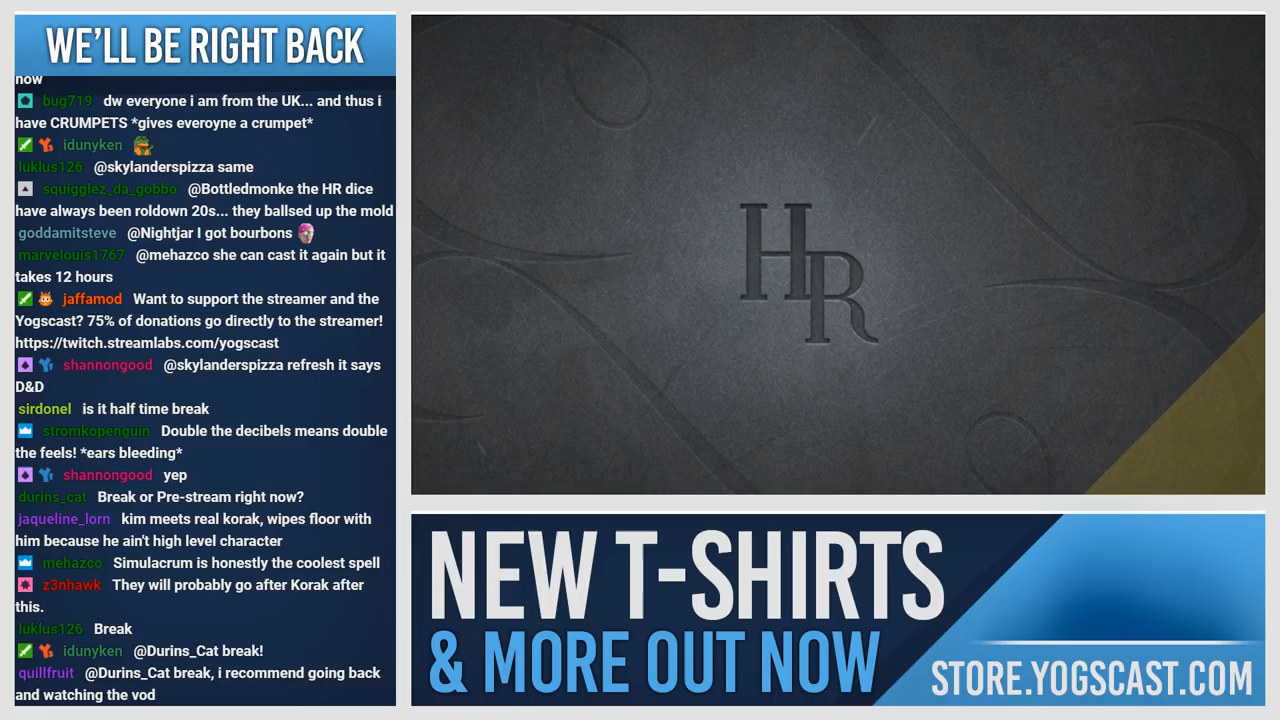 WE'LL BE RIGHT BACK
now
bug719 dw everyone i am from the UK... and thus i
have CRUMPETS *gives everoyne a crumpet*
idunyken
luklus126 @skylanderspizza same
squigglez_da_gobbo @Bottledmonke the HR dice
have always been roldown 20s... they ballsed up the mold
goddamitsteve @Nightjar I got bourbons
marvelouis1767 @mehazco she can cast it again but it
takes 12 hours
jaffamod Want to support the streamer and the
Yogscast? 75% of donations go directly to the streamer!
https://twitch.streamlabs.com/yogscast
shannongood @skylanderspizza refresh it says
D&D
sirdonel is it half time break
stromkopenguin Double the decibels means double
the feels! *ears bleeding*
shannongood yep
durins_cat Break or Pre-stream right now?
jaqueline_lorn kim meets real korak, wipes floor with
him because he ain't high level character
mehazco Simulacrum is honestly the coolest spell
z3nhawk They will probably go after Korak after
this.
luklus126 Break
idunyken @Durins_Cat break!
quillfruit @Durins_Cat break, i recommend going back
and watching the vod
HR
NEW T-SHIRTS
& MORE OUT NOW
STORE.YOGSCAST.COM